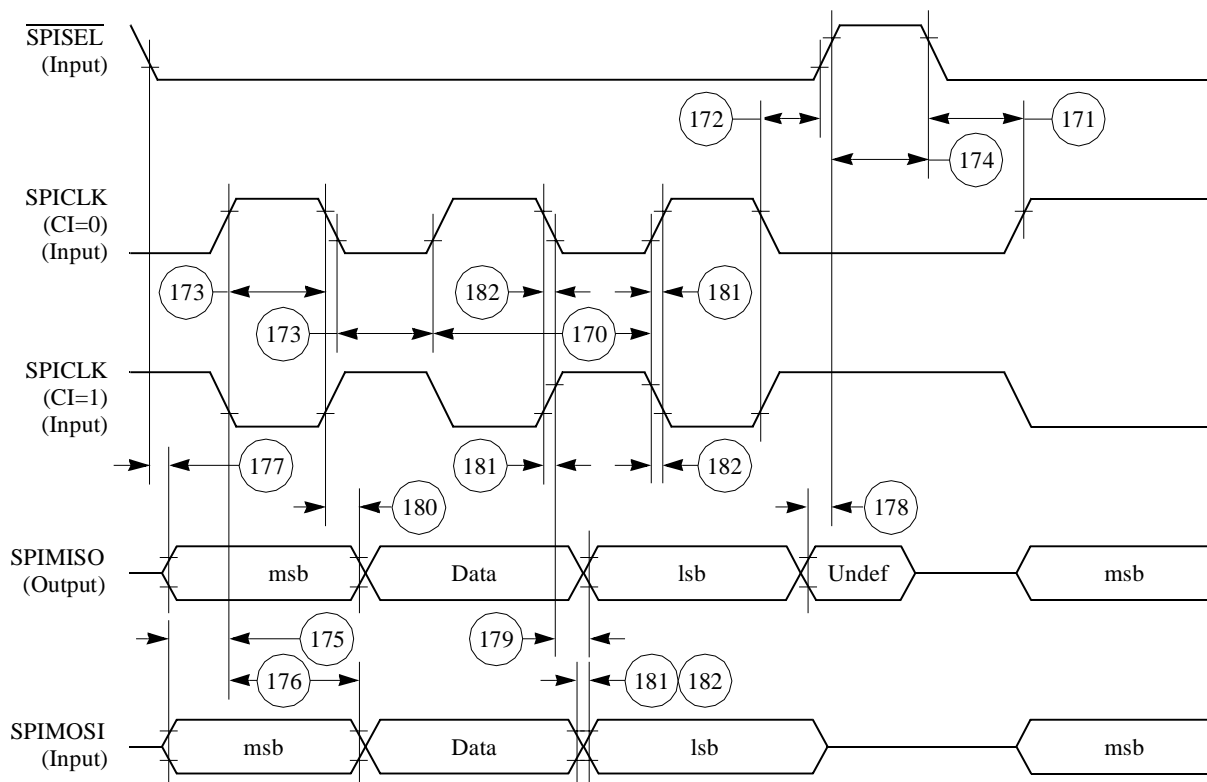 SPISEL
(Input)
172
171
174
SPICLK
(CI=0)
(Input)
173
182
181
173
170
SPICLK
(CI=1)
(Input)
177
181
182
180
178
SPIMISO
(Output)
msb
Data
lsb
Undef
msb
175
179
176
181
182
SPIMOSI
(Input)
msb
Data
lsb
msb